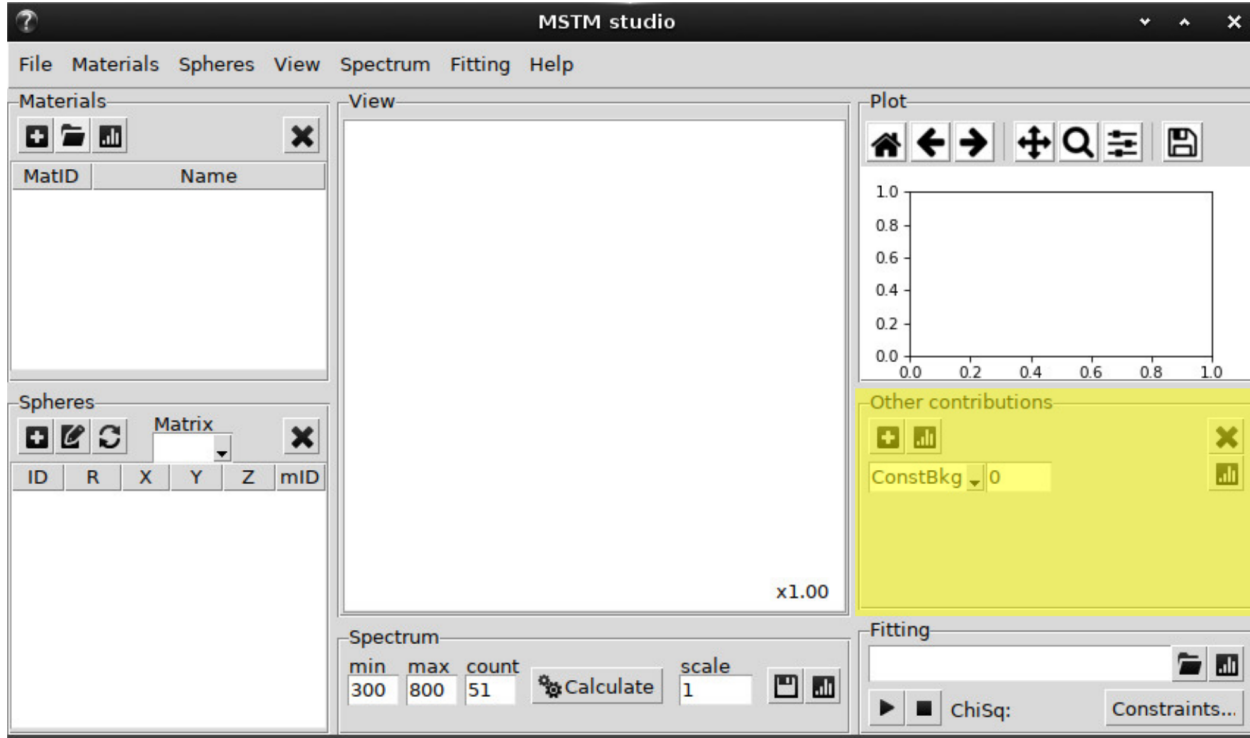 MSTM studio
File Materials Spheres View Spectrum Fitting Help
Materials
MatID Name
Spheres
Matrix
ID R X Y Z mID
View
x1.00
Spectrum
min max count scale
300 800 51 Calculate 1
Plot
1.0
0.8
0.6
0.4
0.2
0.0
0.0 0.2 0.4 0.6 0.8 1.0
Other contributions
ConstBkg 0
Fitting
ChiSq: Constraints...